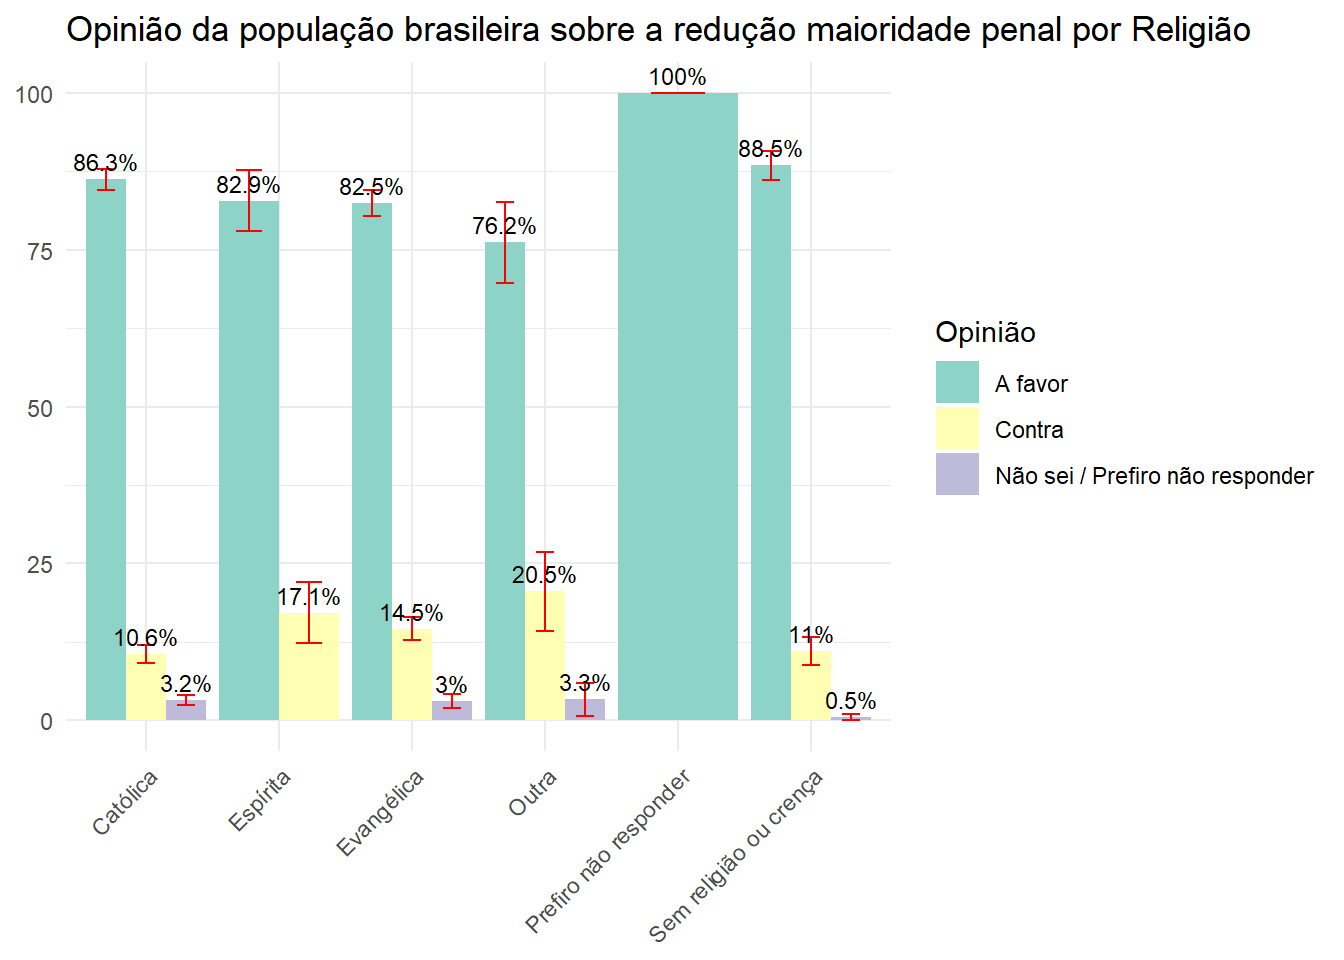 Opinião da população brasileira sobre a redução maioridade penal por Religião
100
75
50
25
0
86.3%
10.6%
3.2%
82.9%
17.1%
82.5%
14.5%
3%
76.2%
20.5%
3.3%
100%
88.5%
11%
0.5%
Católica
Espírita
Evangélica
Outra
Prefiro não responder
Sem religião ou crença
Opinião
A favor
Contra
Não sei / Prefiro não responder